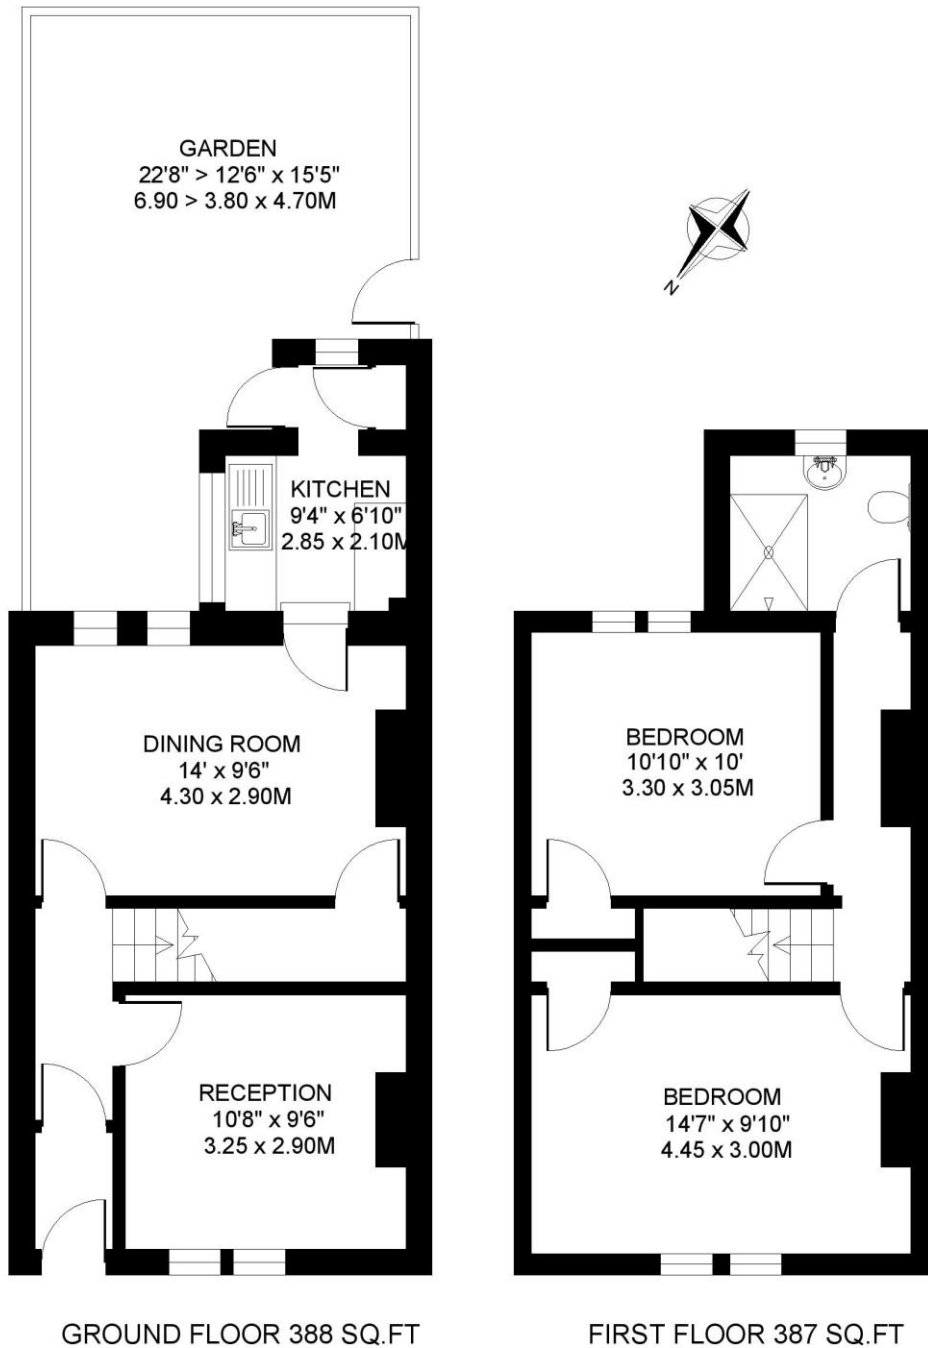 GARDEN
22'8" > 12'6" x 15'5"
6.90 > 3.80 x 4.70M
N
KITCHEN
9'4" x 6'10"
2.85 x 2.10M
DINING ROOM
14' x 9'6"
4.30 x 2.90M
BEDROOM
10'10" x 10'
3.30 x 3.05M
RECEPTION
10'8" x 9'6"
3.25 x 2.90M
BEDROOM
14'7" x 9'10"
4.45 x 3.00M
GROUND FLOOR 388 SQ.FT
FIRST FLOOR 387 SQ.FT